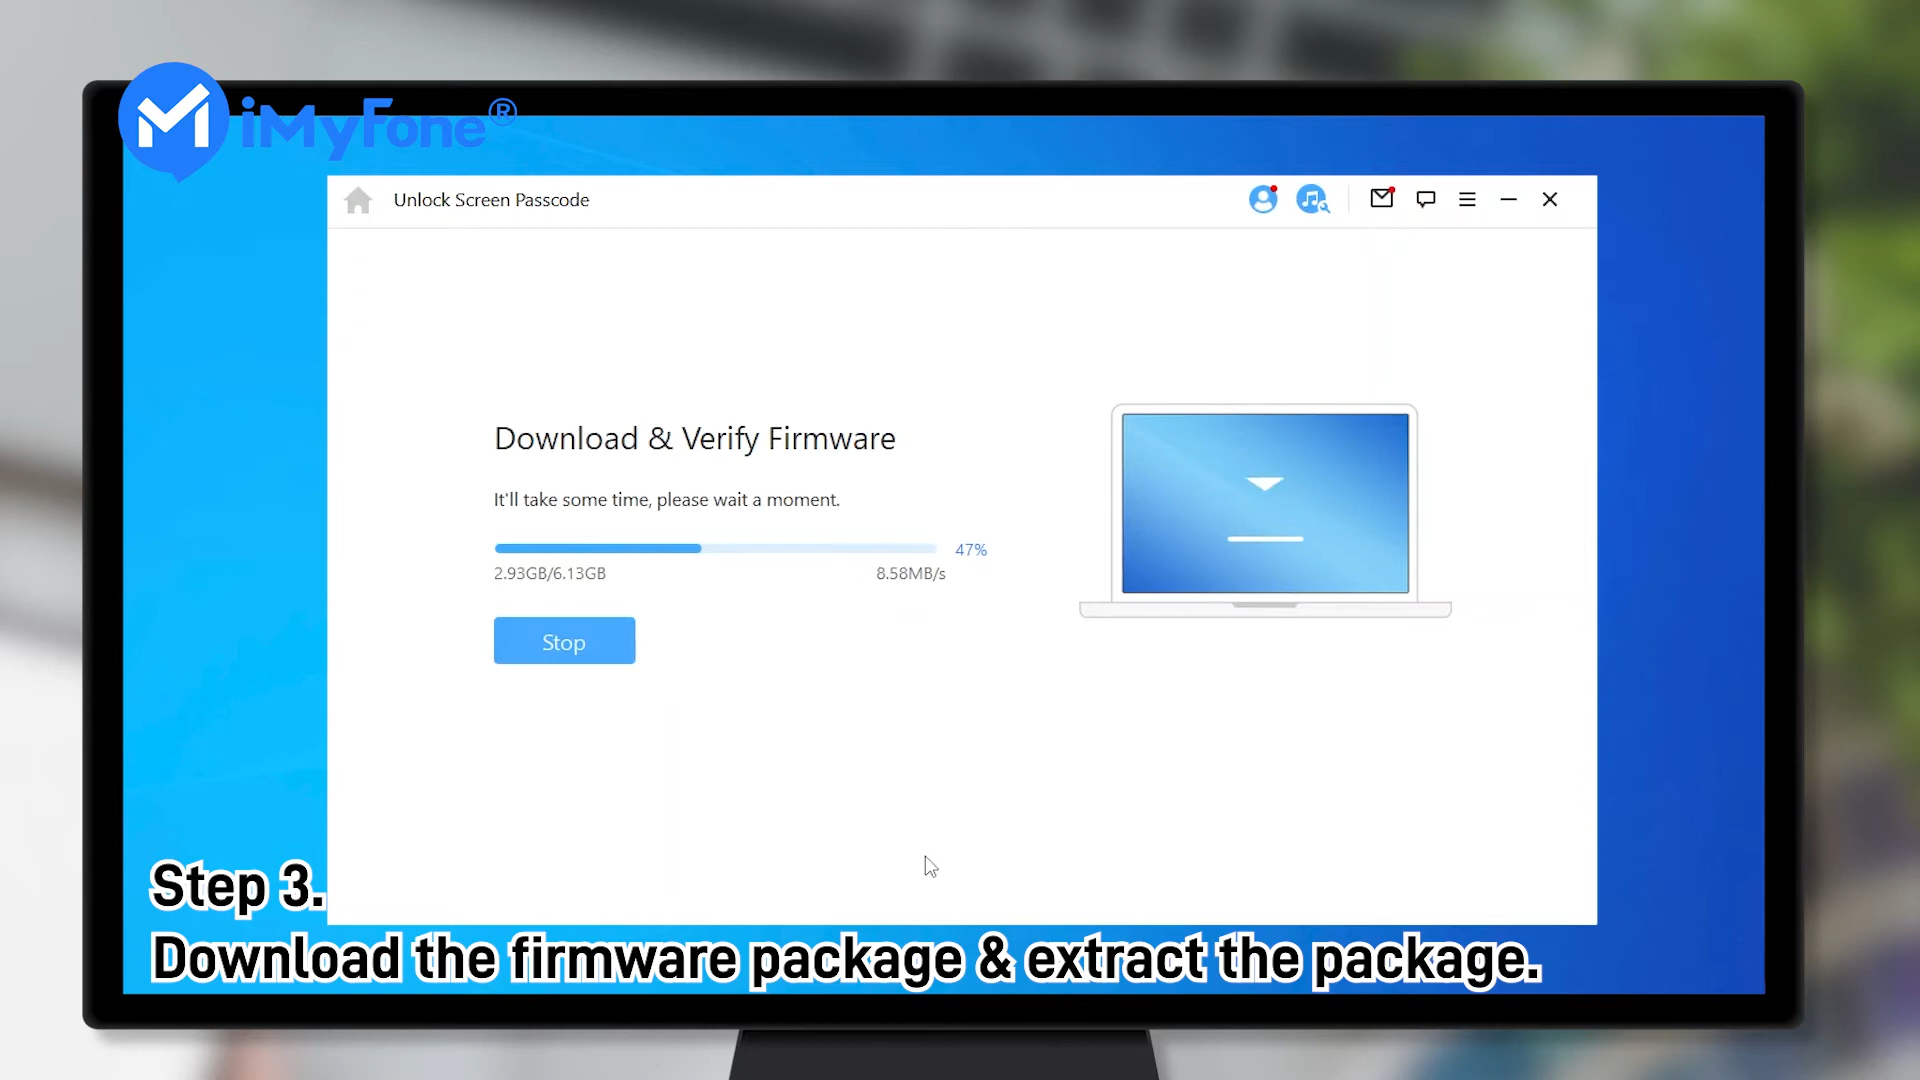 iMyFone®
Unlock Screen Passcode
Download & Verify Firmware
It'll take some time, please wait a moment.
47%
2.93GB/6.13GB 8.58MB/s
Stop
Step 3.
Download the firmware package & extract the package.